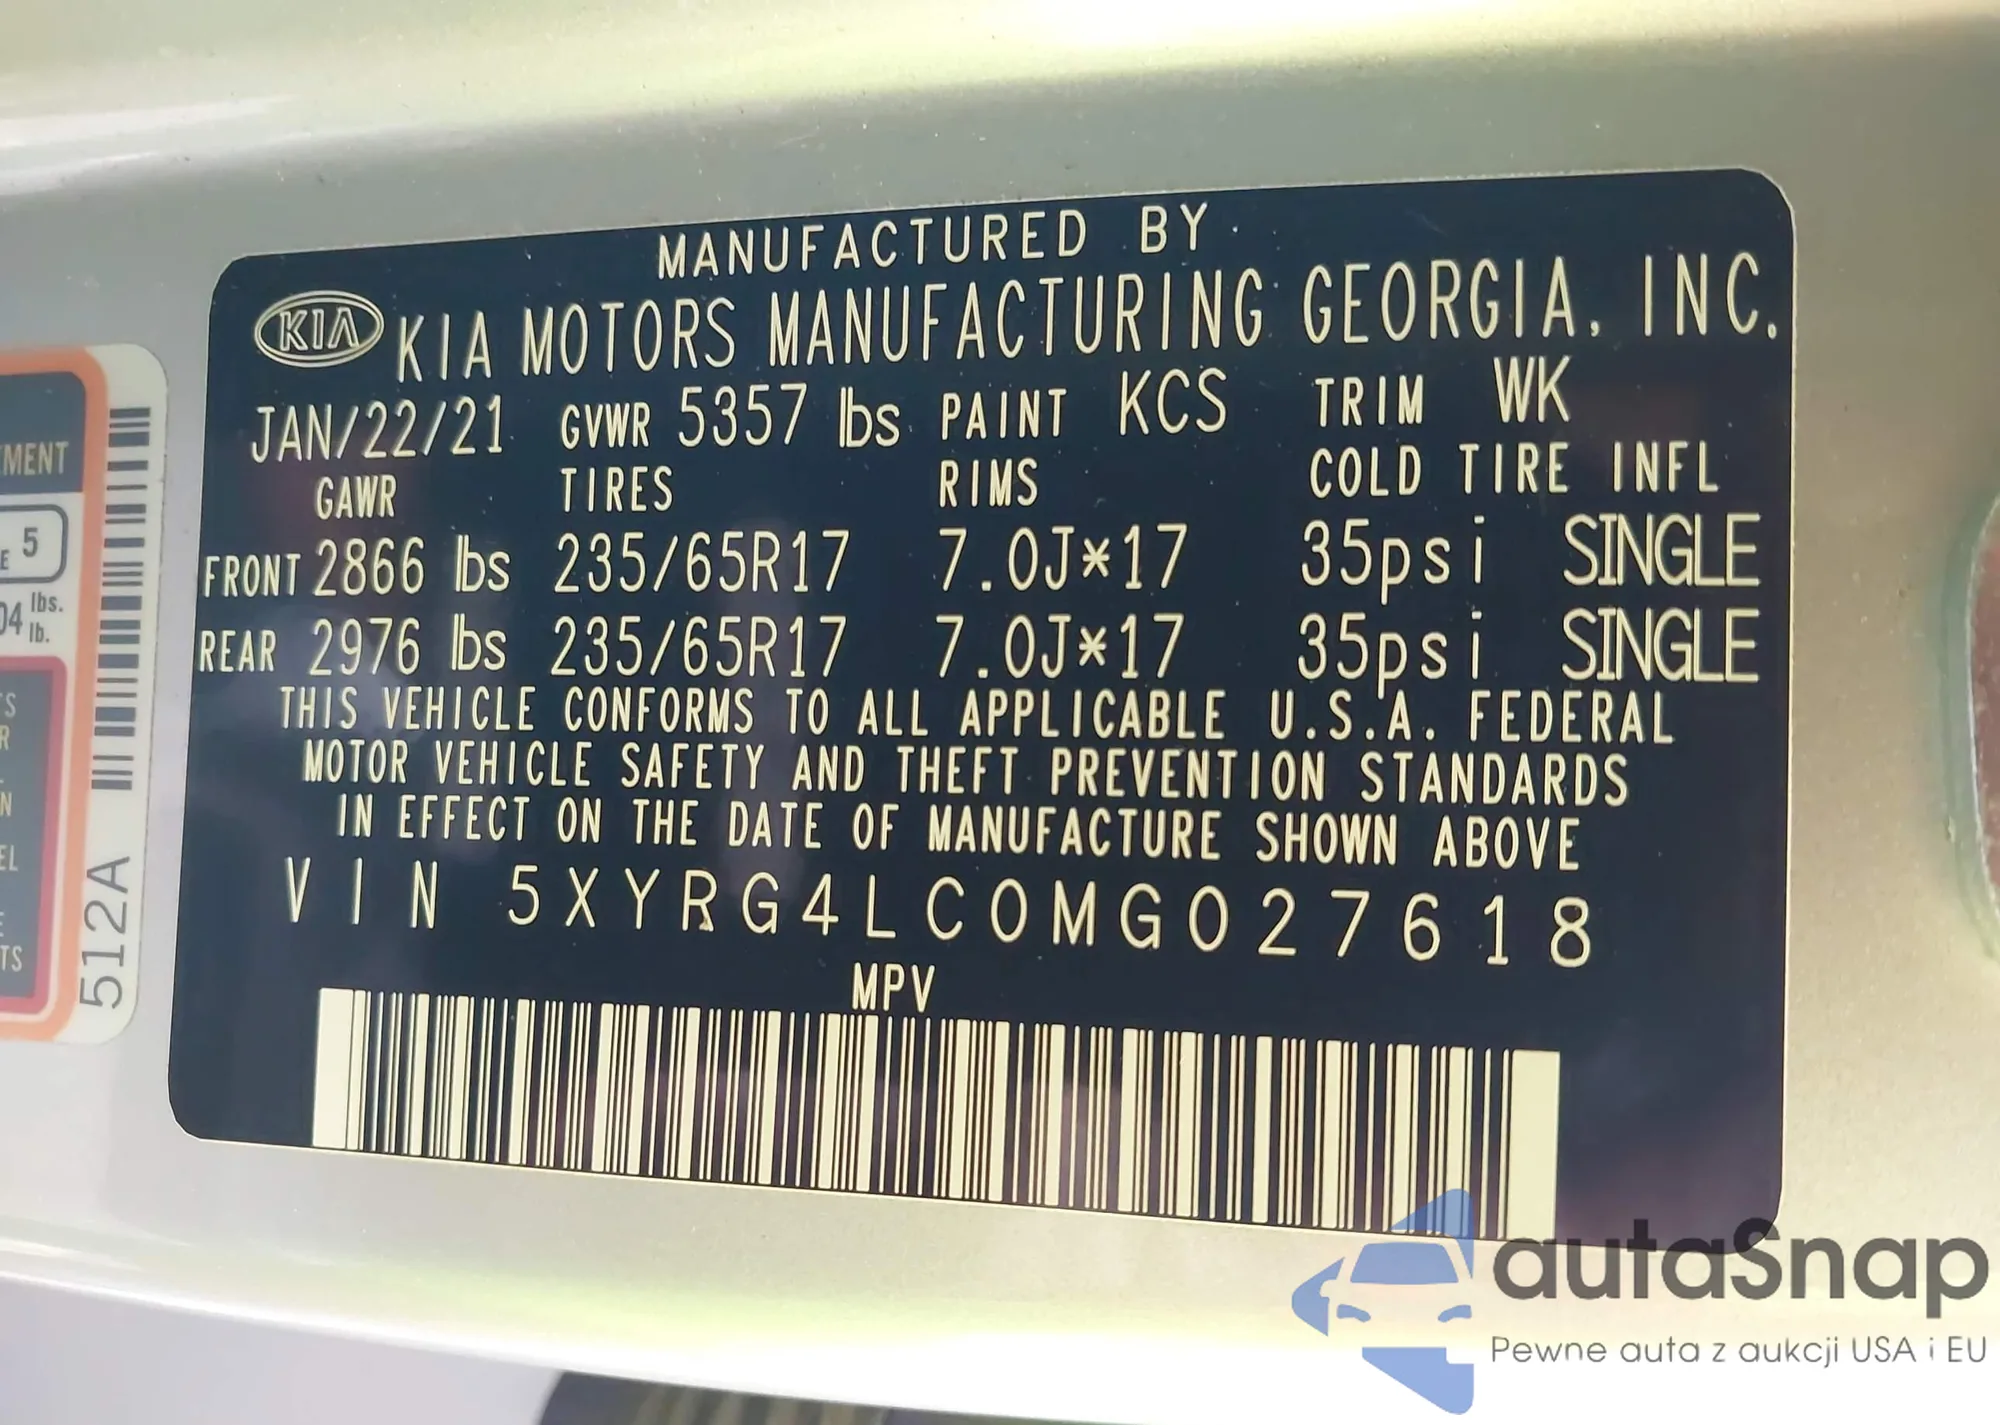 MANUFACTURED BY
KIA KIA MOTORS MANUFACTURING GEORGIA, INC.
JAN/22/21 GVWR 5357 lbs PAINT KCS TRIM WK
GAWR TIRES RIMS COLD TIRE INFL
FRONT 2866 lbs 235/65R17 7.0J*17 35psi SINGLE
REAR 2976 lbs 235/65R17 7.0J*17 35psi SINGLE
THIS VEHICLE CONFORMS TO ALL APPLICABLE U.S.A. FEDERAL
MOTOR VEHICLE SAFETY AND THEFT PREVENTION STANDARDS
IN EFFECT ON THE DATE OF MANUFACTURE SHOWN ABOVE
VIN 5XYRG4LC0MG027618
MPV
5
lbs.
lb.
512A
autaSnap
Pewne auta z aukcji USA i EU